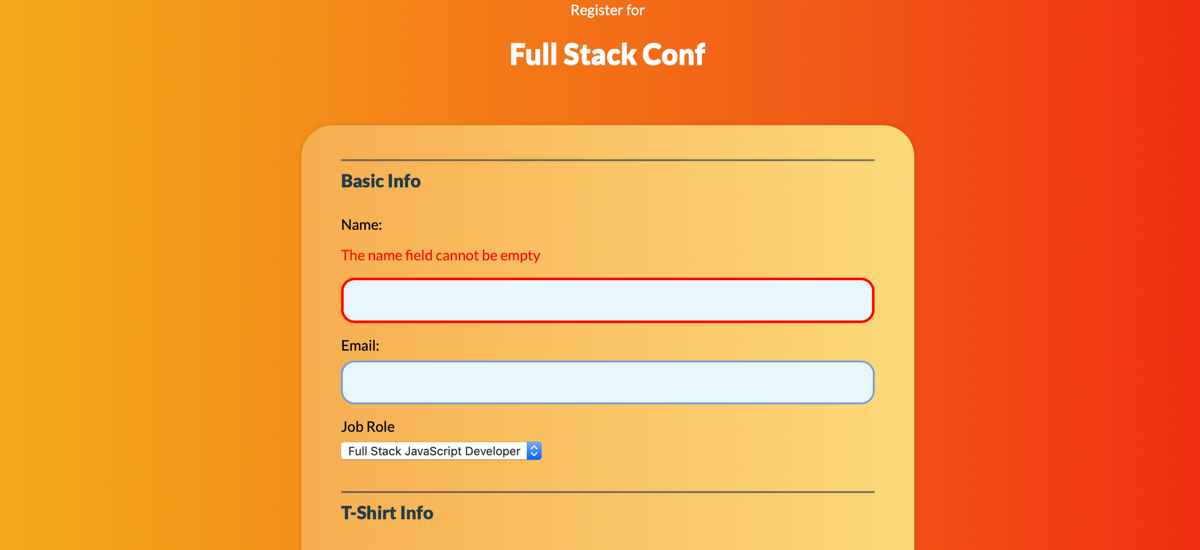 Register for
Full Stack Conf
Basic Info
Name:
The name field cannot be empty
Email:
Job Role
Full Stack JavaScript Developer
T-Shirt Info